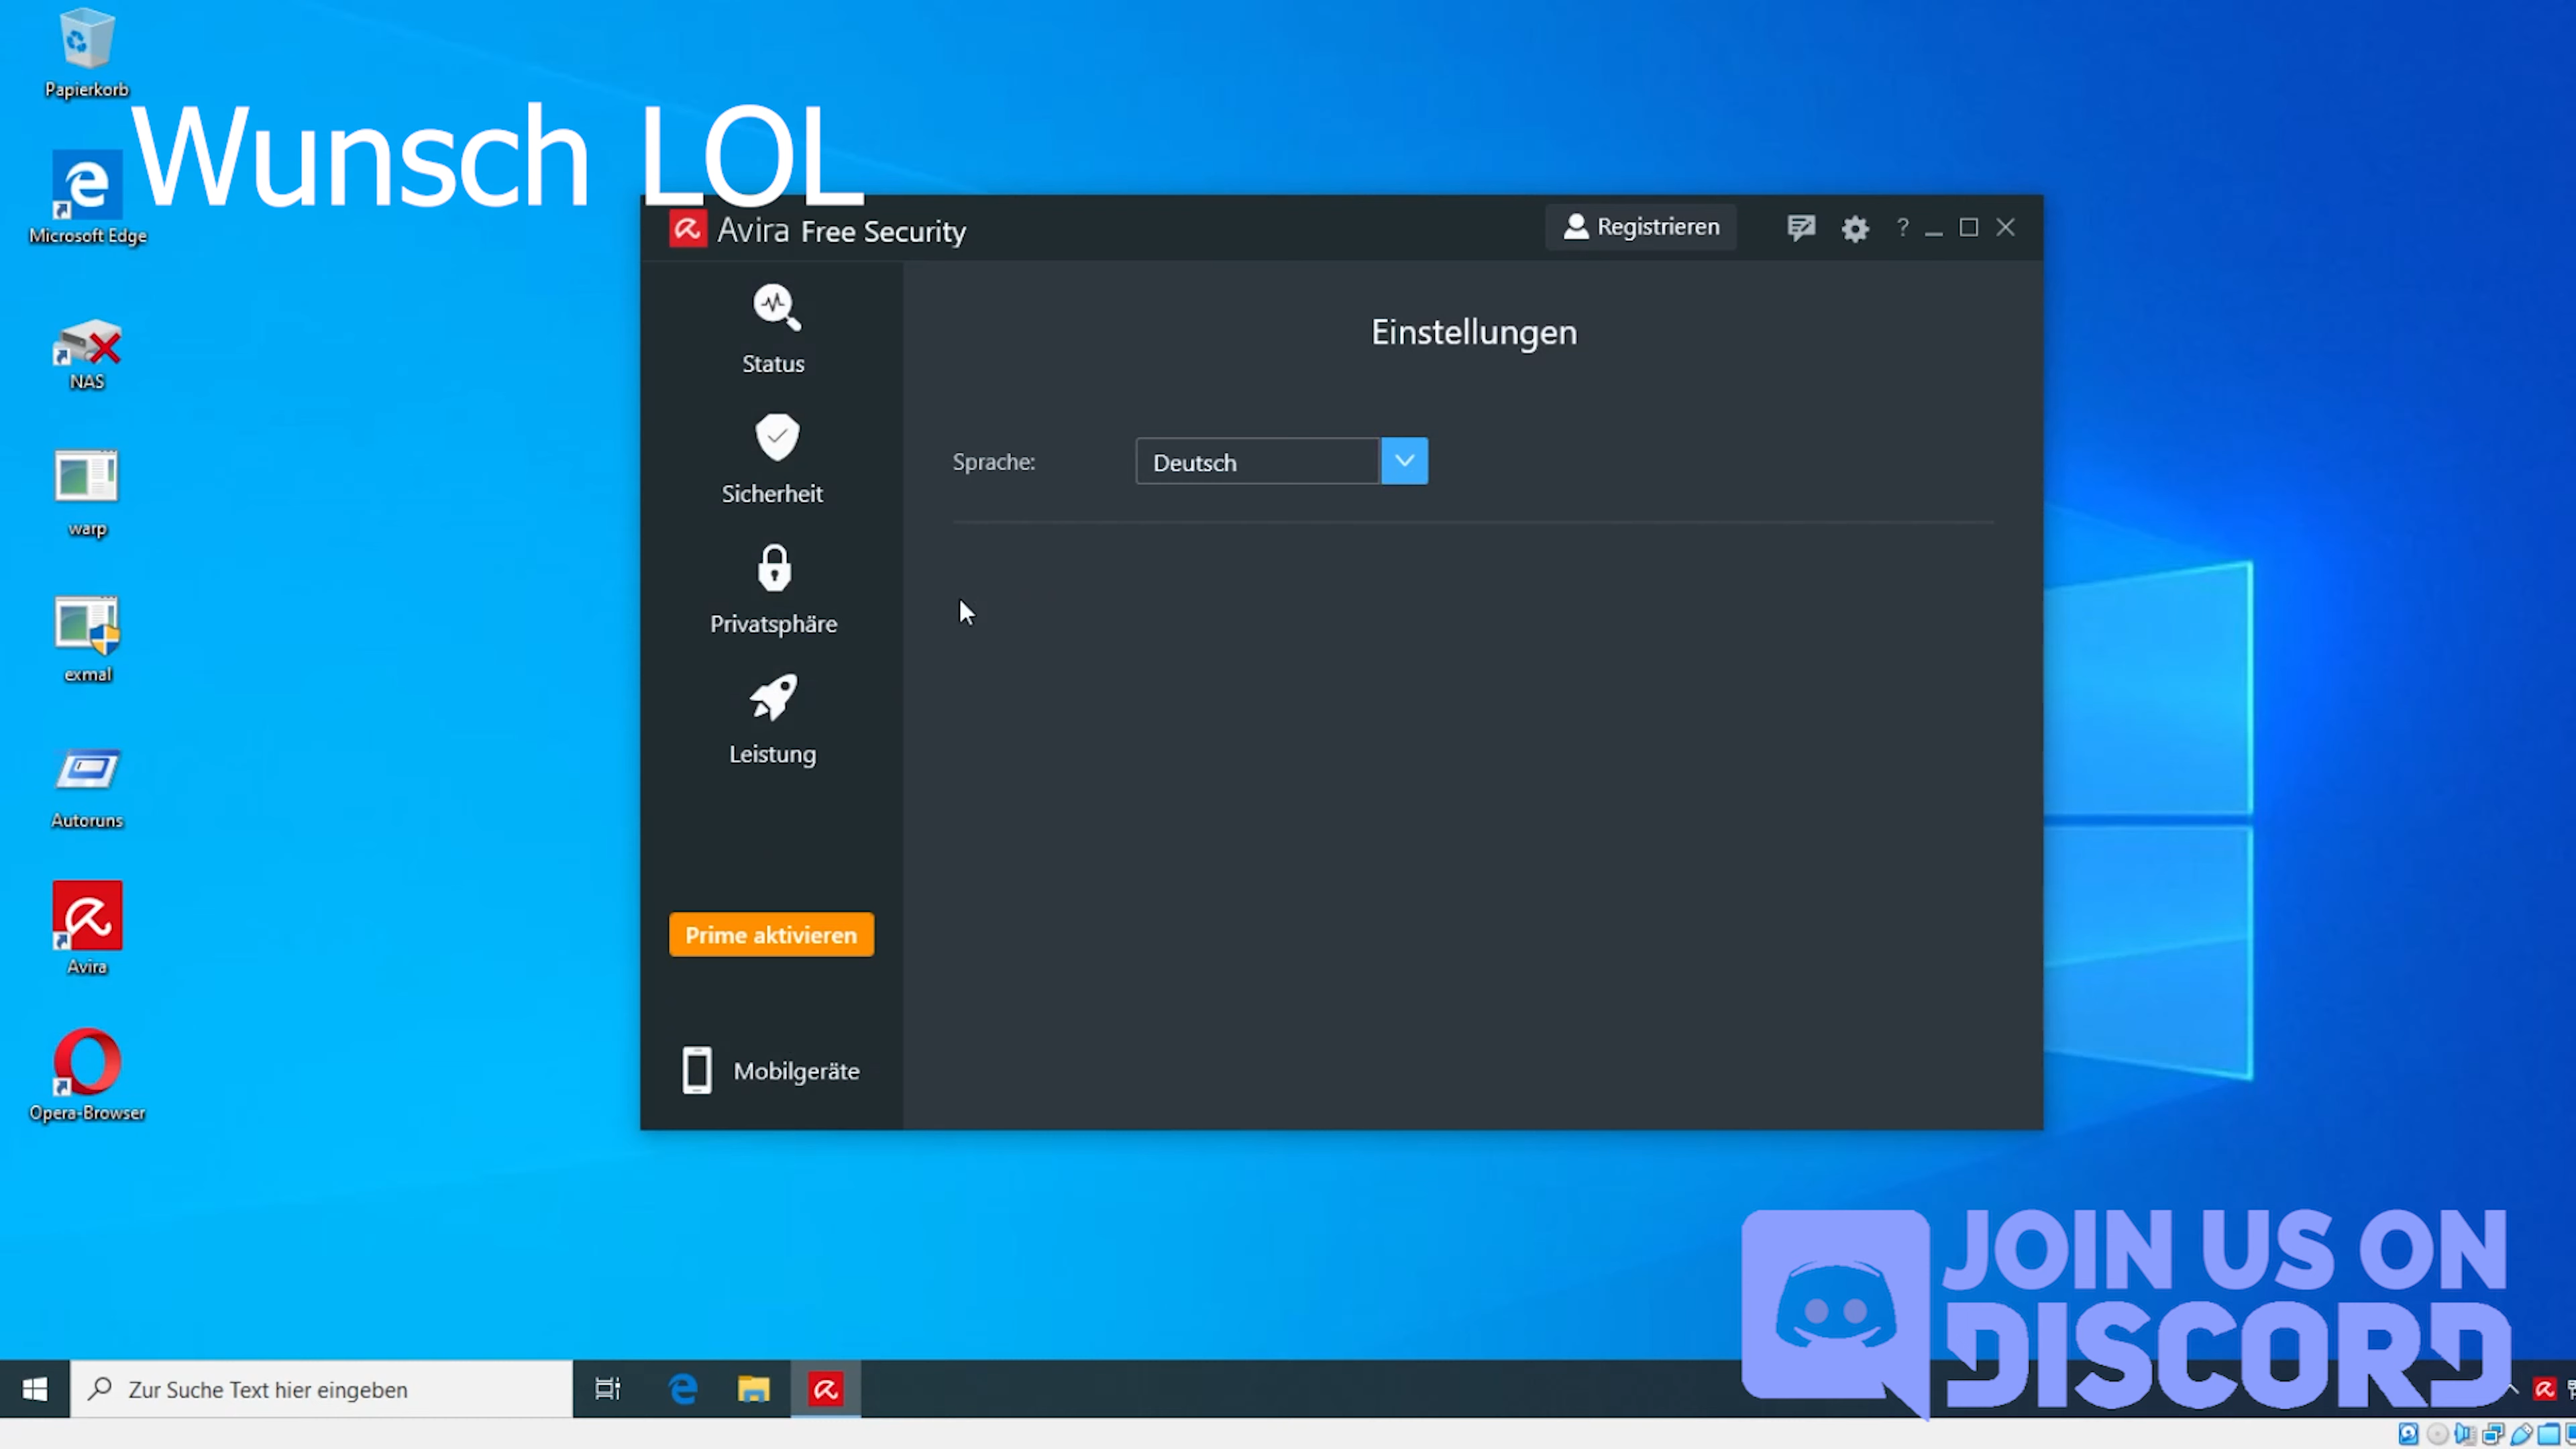 Papierkorb
Wunsch LOL
Microsoft Edge
NAS
warp
exmal
Autoruns
Avira
Opera-Browser
Avira Free Security
Registrieren
?
Status
Sicherheit
Privatsphäre
Leistung
Prime aktivieren
Mobilgeräte
Einstellungen
Sprache:
Deutsch
JOIN US ON
DISCORD
Zur Suche Text hier eingeben